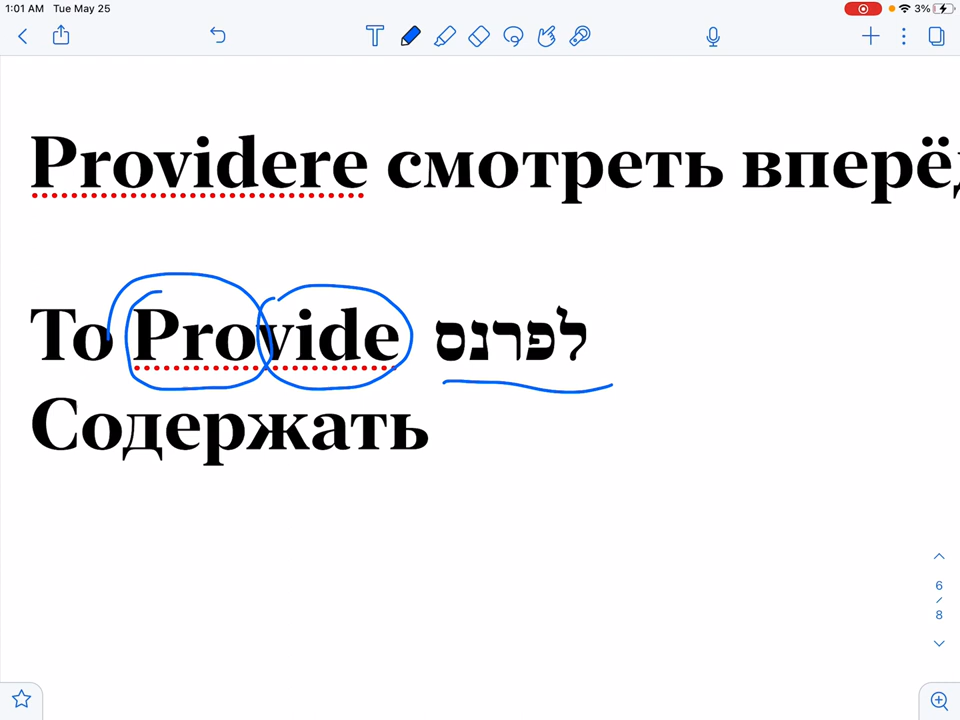 1:01 AM Tue May 25
3%
Providere смотреть вперё
To Provide לפרנס
Содержать
6
8